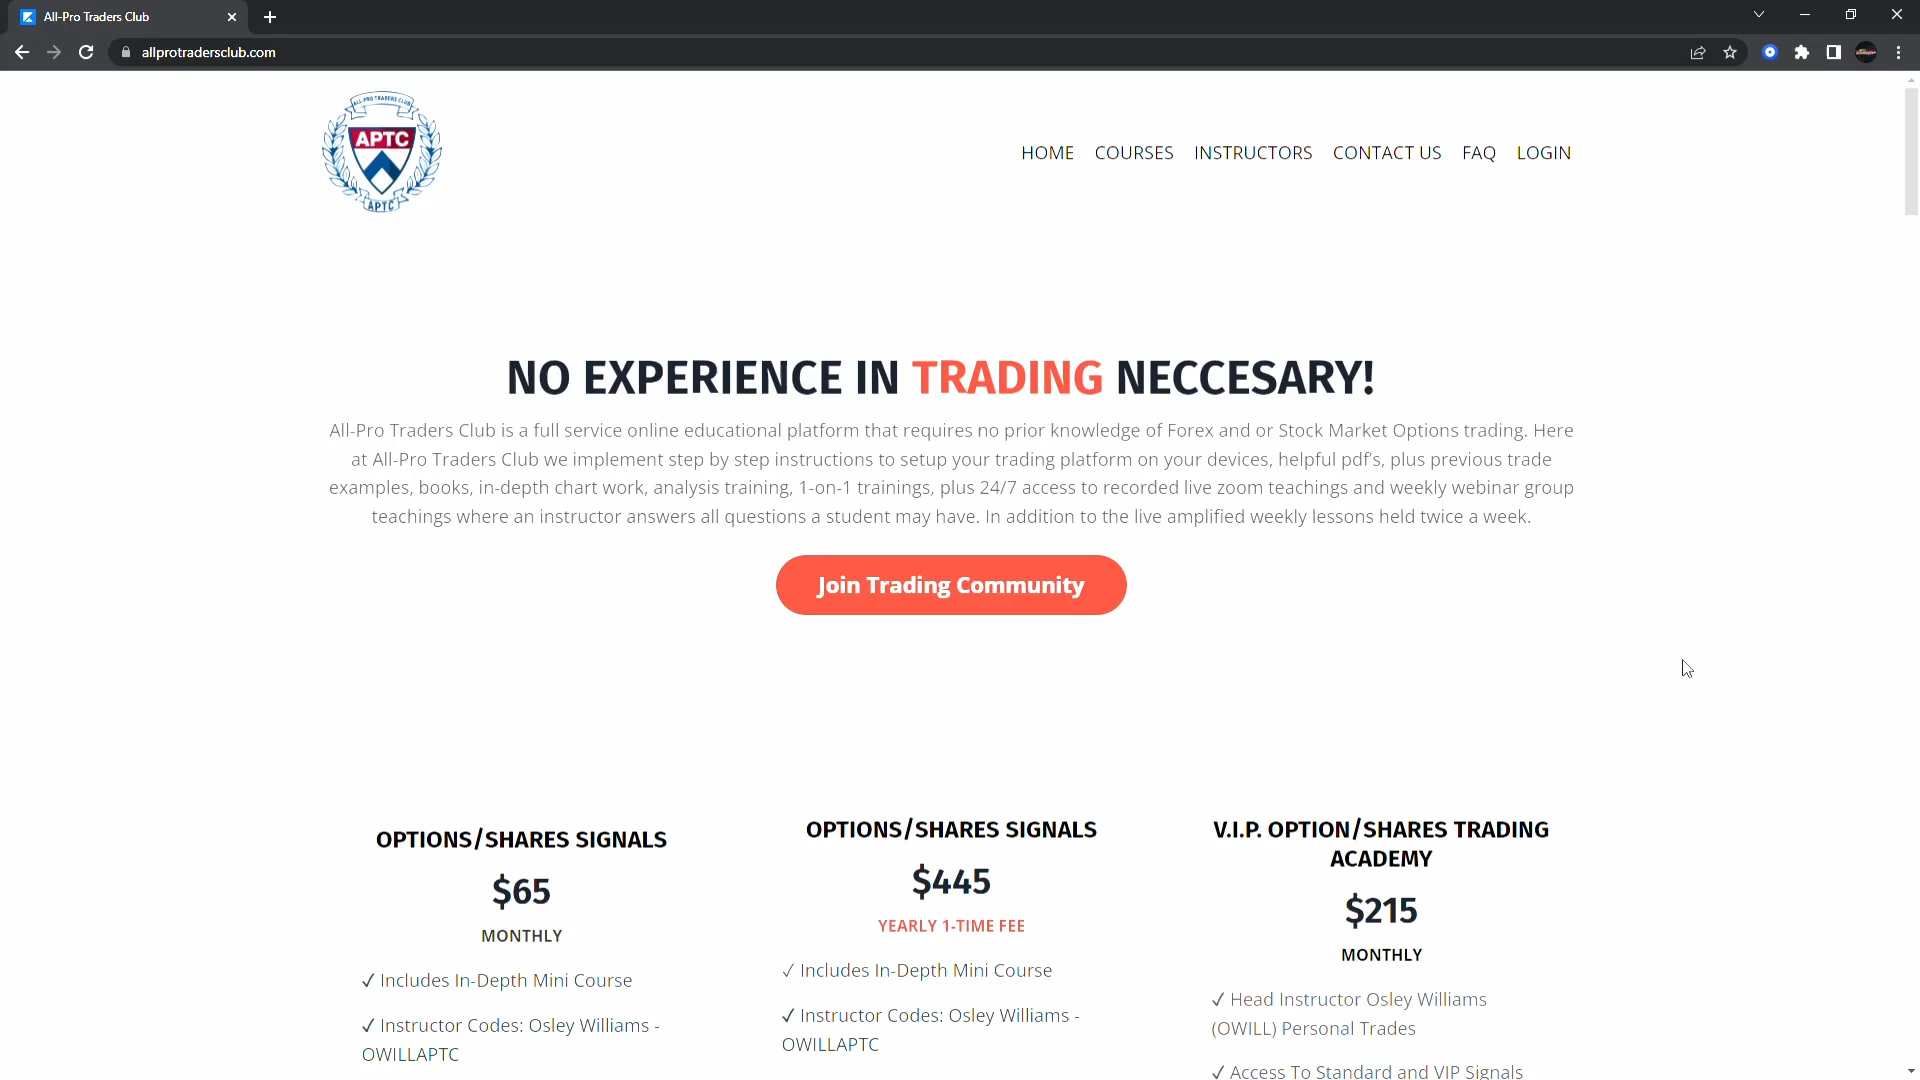 All-Pro Traders Club
allprotradersclub.com
ALL-PRO TRADERS CLUB
APTC
APTC
HOME COURSES INSTRUCTORS CONTACT US FAQ LOGIN
NO EXPERIENCE IN TRADING NECCESARY!
All-Pro Traders Club is a full service online educational platform that requires no prior knowledge of Forex and or Stock Market Options trading. Here
at All-Pro Traders Club we implement step by step instructions to setup your trading platform on your devices, helpful pdf's, plus previous trade
examples, books, in-depth chart work, analysis training, 1-on-1 trainings, plus 24/7 access to recorded live zoom teachings and weekly webinar group
teachings where an instructor answers all questions a student may have. In addition to the live amplified weekly lessons held twice a week.
Join Trading Community
OPTIONS/SHARES SIGNALS
$65
MONTHLY
✓ Includes In-Depth Mini Course
✓ Instructor Codes: Osley Williams -
OWILLAPTC
OPTIONS/SHARES SIGNALS
$445
YEARLY 1-TIME FEE
✓ Includes In-Depth Mini Course
✓ Instructor Codes: Osley Williams -
OWILLAPTC
V.I.P. OPTION/SHARES TRADING
ACADEMY
$215
MONTHLY
✓ Head Instructor Osley Williams
(OWILL) Personal Trades
✓ Access To Standard and VIP Signals